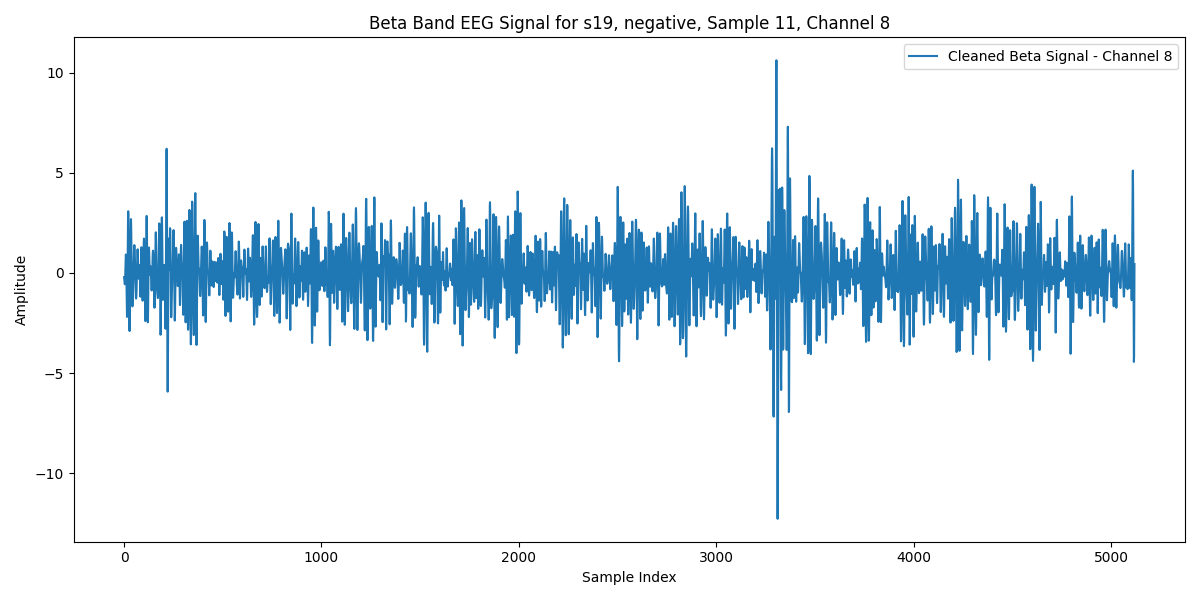 Beta Band EEG Signal for s19, negative, Sample 11, Channel 8
Cleaned Beta Signal - Channel 8
Amplitude
10
5
0
−5
−10
0 1000 2000 3000 4000 5000
Sample Index